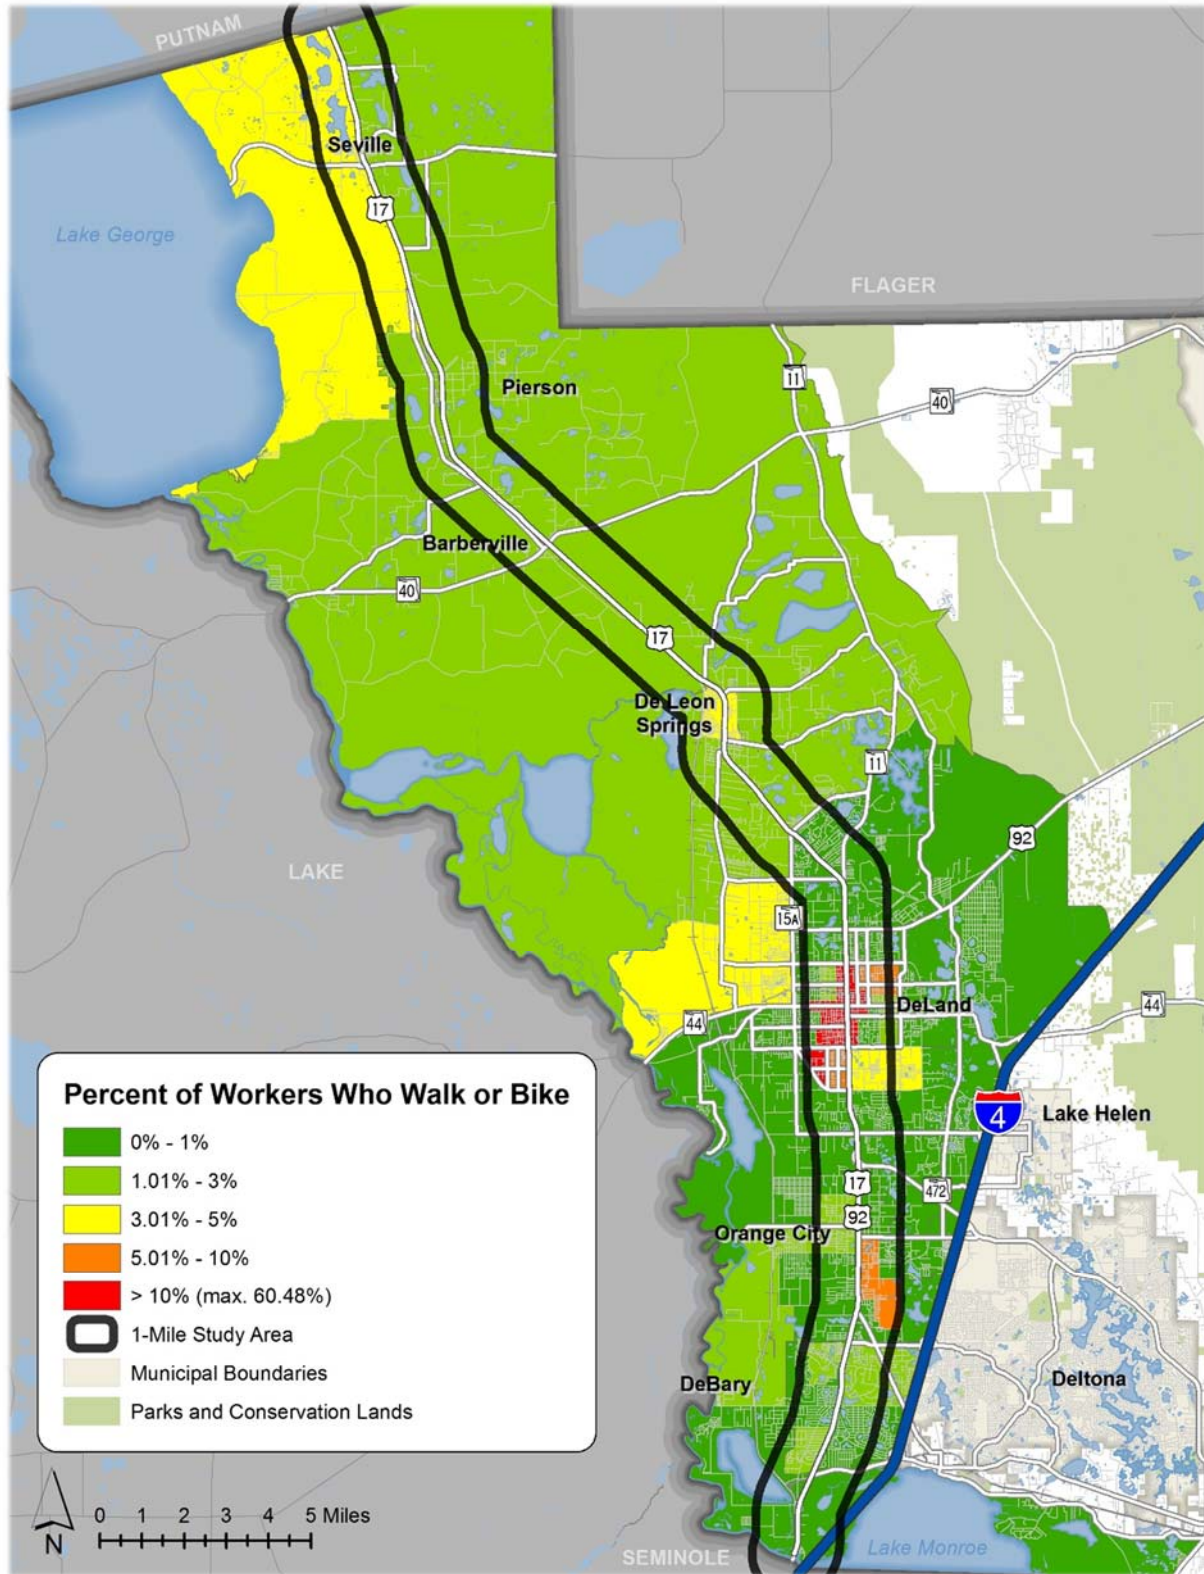 PUTNAM
Seville
17
Lake George
FLAGER
11
Pierson
40
Barberville
40
17
De Leon
Springs
11
92
LAKE
15A
44
DeLand
44
4
Lake Helen
17
472
92
Orange City
DeBary
Deltona
Percent of Workers Who Walk or Bike
0% - 1%
1.01% - 3%
3.01% - 5%
5.01% - 10%
> 10% (max. 60.48%)
1-Mile Study Area
Municipal Boundaries
Parks and Conservation Lands
N
0 1 2 3 4 5 Miles
SEMINOLE
Lake Monroe